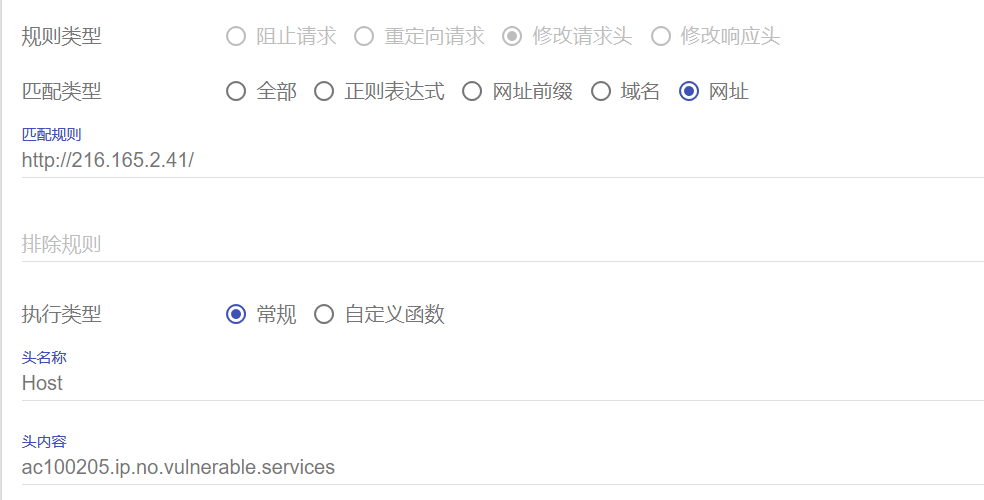 规则类型 阻止请求 重定向请求 修改请求头 修改响应头
匹配类型 全部 正则表达式 网址前缀 域名 网址
匹配规则
http://216.165.2.41/
排除规则
执行类型 常规 自定义函数
头名称
Host
头内容
ac100205.ip.no.vulnerable.services